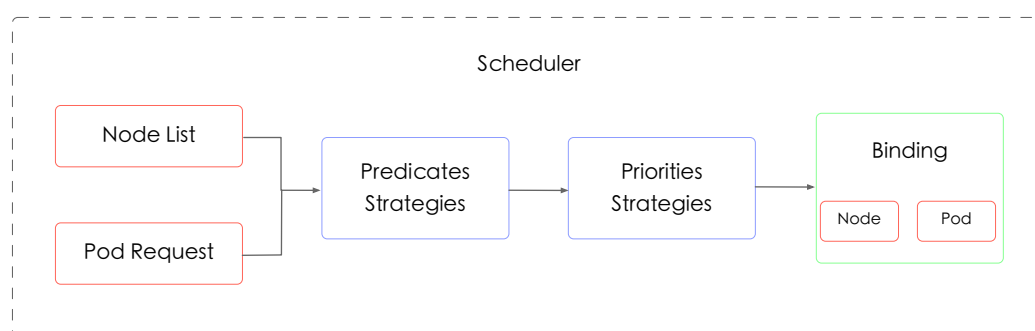 Scheduler
Node List
Pod Request
Predicates
Strategies
Priorities
Strategies
Binding
Node
Pod